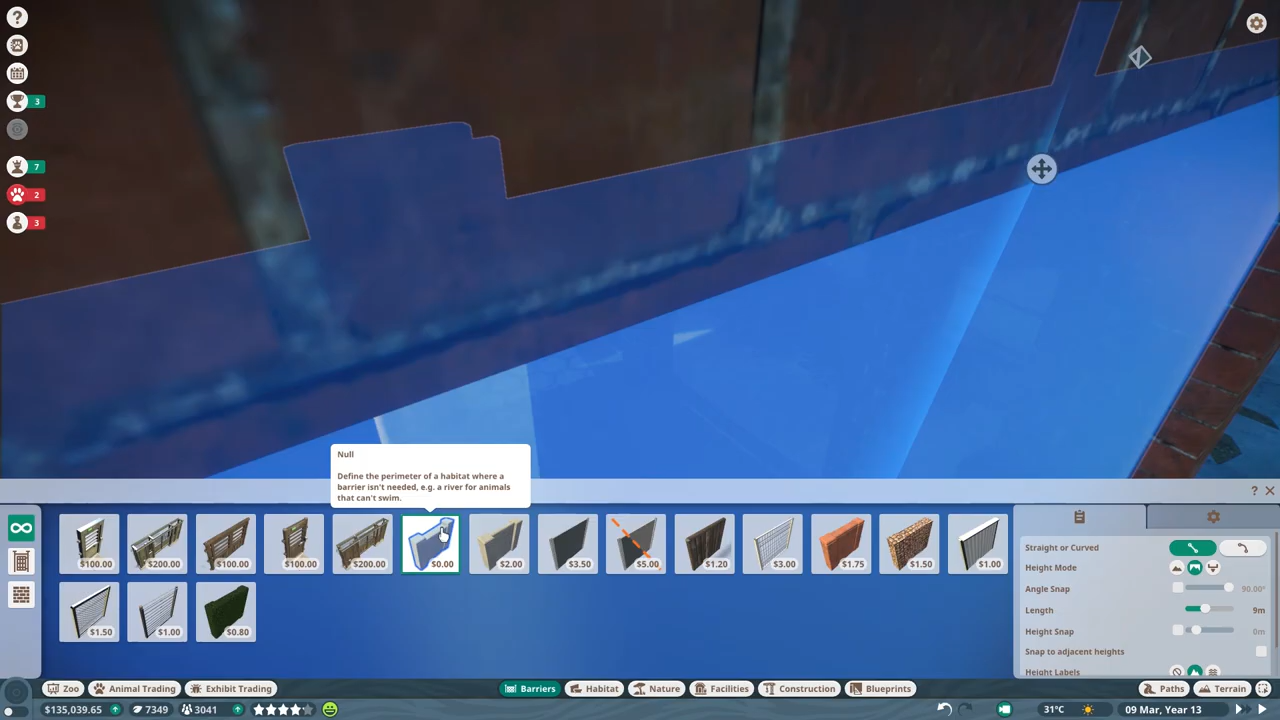 ?
3
7
2
3
Null
Define the perimeter of a habitat where a
barrier isn't needed, e.g. a river for animals
that can't swim.
?
$100.00
$200.00
$100.00
$100.00
$200.00
$0.00
$2.00
$3.50
$5.00
$1.20
$3.00
$1.75
$1.50
$1.00
$1.50
$1.00
$0.80
Straight or Curved
Height Mode
Angle Snap
90.00°
Length
9m
Height Snap
0m
Snap to adjacent heights
Height Labels
Zoo
Animal Trading
Exhibit Trading
Barriers
Habitat
Nature
Facilities
Construction
Blueprints
Paths
Terrain
$135,039.65
7349
3041
31°C
09 Mar, Year 13